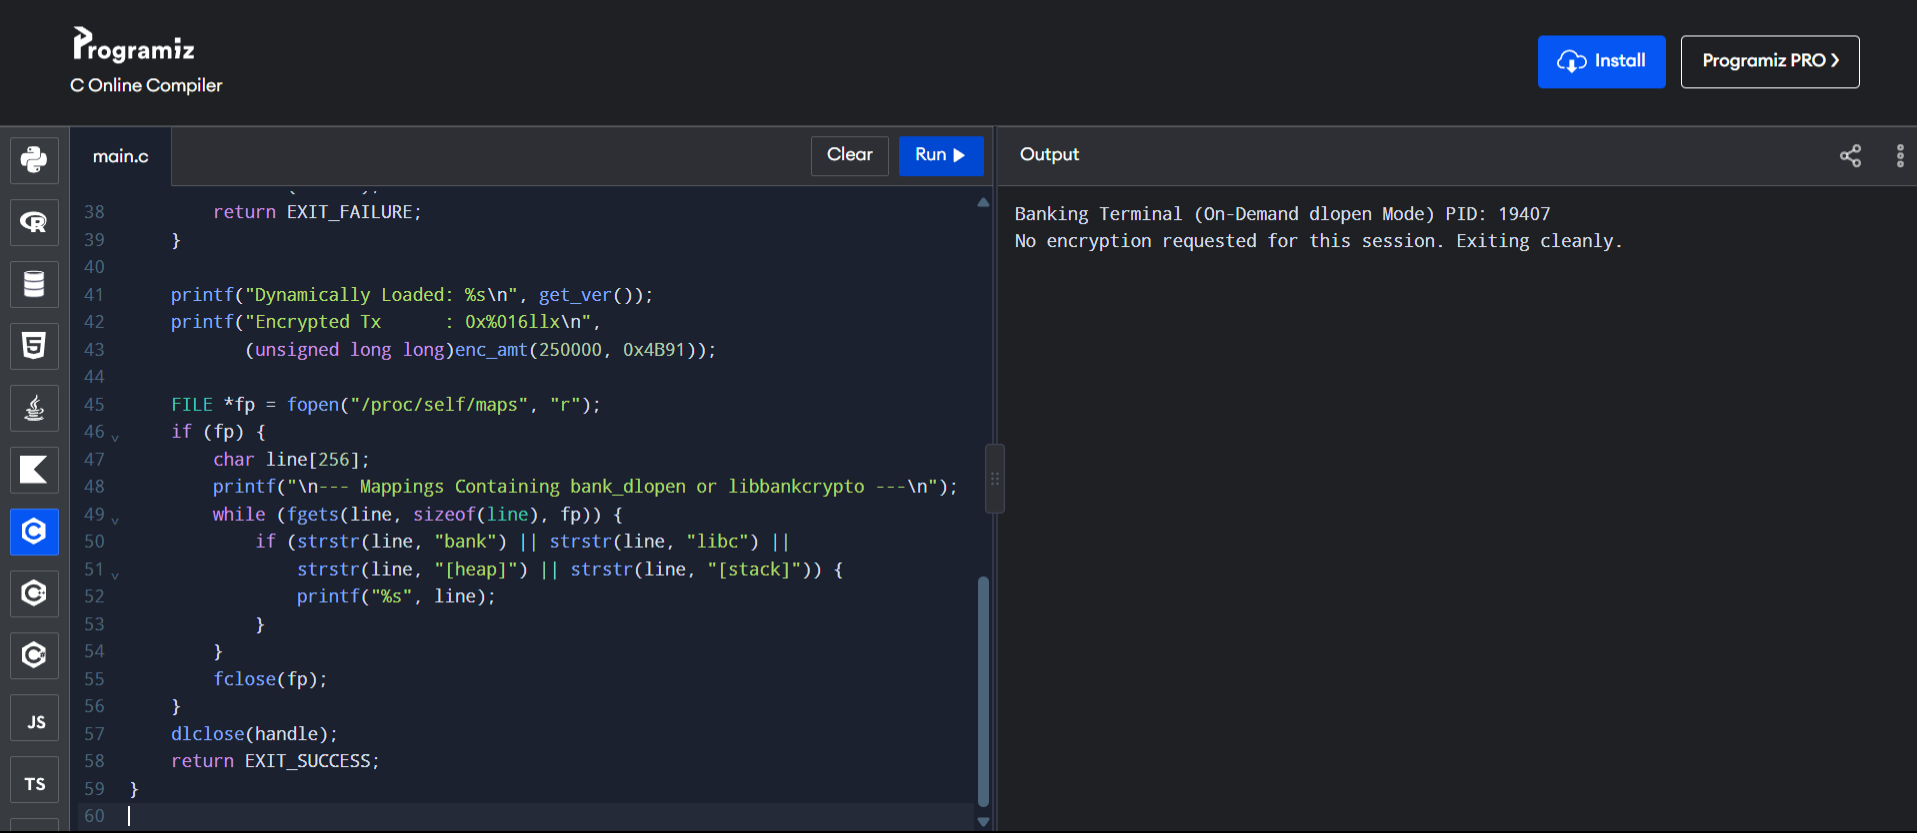 Programiz
C Online Compiler
Install
Programiz PRO >
main.c
Clear
Run
Output
38 return EXIT_FAILURE;
39 }
40
41 printf("Dynamically Loaded: %s\n", get_ver());
42 printf("Encrypted Tx      : 0x%016llx\n",
43 (unsigned long long)enc_amt(250000, 0x4B91));
44
45 FILE *fp = fopen("/proc/self/maps", "r");
46 if (fp) {
47 char line[256];
48 printf("\n--- Mappings Containing bank_dlopen or libbankcrypto ---\n");
49 while (fgets(line, sizeof(line), fp)) {
50 if (strstr(line, "bank") || strstr(line, "libc") ||
51 strstr(line, "[heap]") || strstr(line, "[stack]")) {
52 printf("%s", line);
53 }
54 }
55 fclose(fp);
56 }
57 dlclose(handle);
58 return EXIT_SUCCESS;
59 }
60
Banking Terminal (On-Demand dlopen Mode) PID: 19407
No encryption requested for this session. Exiting cleanly.
JS
TS